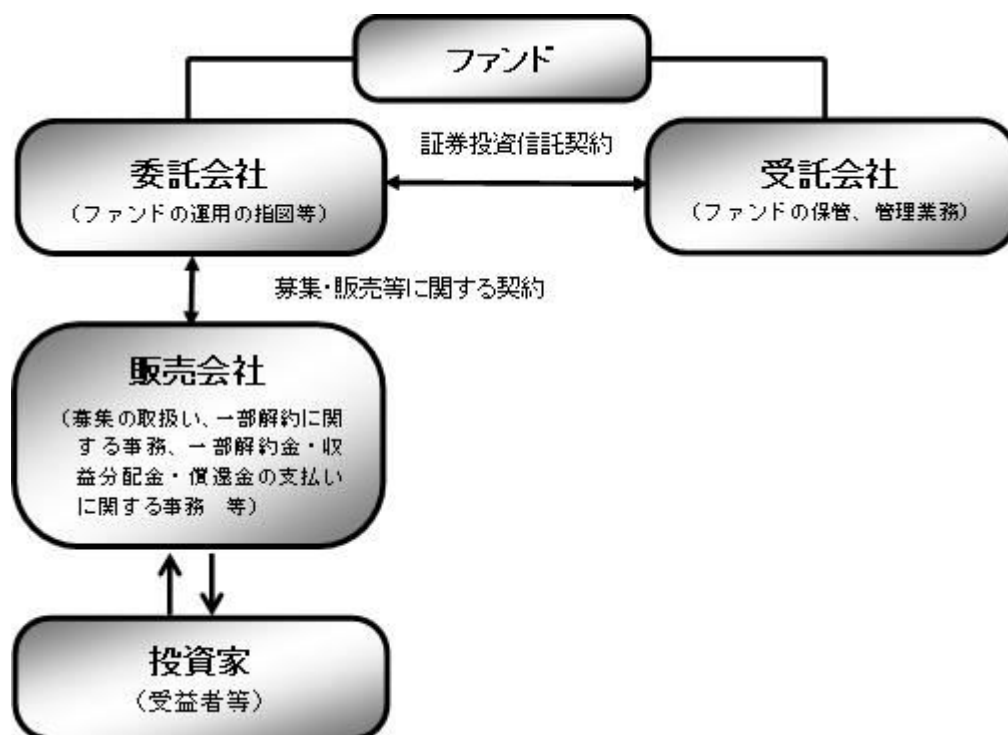 ファンド
証券投資信託契約
委託会社
(ファンドの運用の指図等)
受託会社
(ファンドの保管、管理業務)
募集・販売等に関する契約
販売会社
(募集の取扱い、一部解約に関
する事務、一部解約金・収
益分配金・償還金の支払い
に関する事務 等)
投資家
(受益者等)